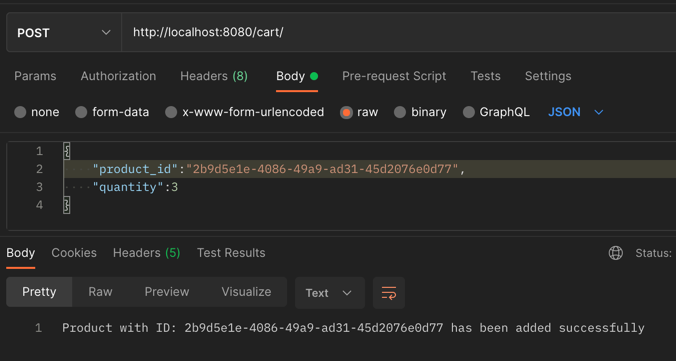 POST http://localhost:8080/cart/
Params Authorization Headers (8) Body Pre-request Script Tests Settings
none form-data x-www-form-urlencoded raw binary GraphQL JSON
1 {
2 "product_id":"2b9d5e1e-4086-49a9-ad31-45d2076e0d77",
3 "quantity":3
4 }
Body Cookies Headers (5) Test Results Status:
Pretty Raw Preview Visualize Text
1 Product with ID: 2b9d5e1e-4086-49a9-ad31-45d2076e0d77 has been added successfully